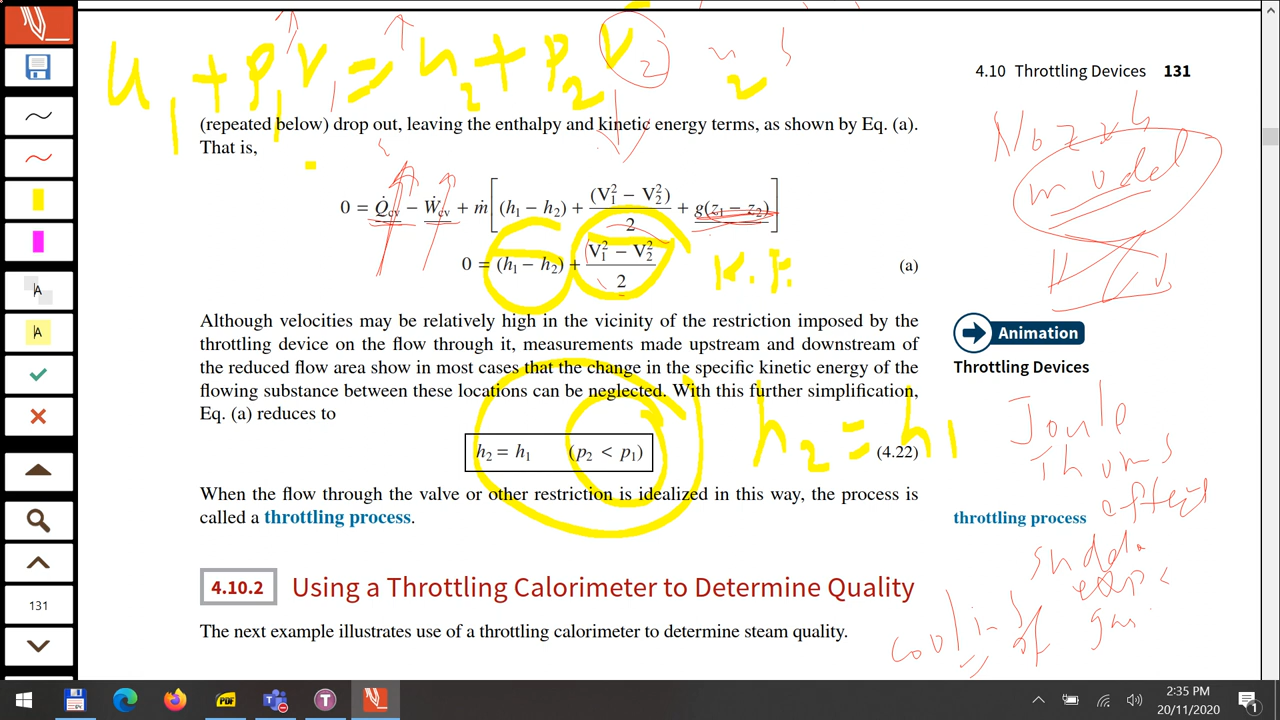 u₁ + p₁v₁ = h₂ + p₂v₂
4.10 Throttling Devices 131
(repeated below) drop out, leaving the enthalpy and kinetic energy terms, as shown by Eq. (a).
That is,
0 = Q̇cv − Ẇcv + ṁ[(h₁ − h₂) + (V₁² − V₂²)/2 + g(z₁ − z₂)]
model
0 = (h₁ − h₂) + (V₁² − V₂²)/2 (a)
K.E
Although velocities may be relatively high in the vicinity of the restriction imposed by the
throttling device on the flow through it, measurements made upstream and downstream of
the reduced flow area show in most cases that the change in the specific kinetic energy of the
flowing substance between these locations can be neglected. With this further simplification,
Eq. (a) reduces to
Animation
Throttling Devices
h₂ = h₁ (p₂ < p₁) (4.22)
h₂ = h₁
When the flow through the valve or other restriction is idealized in this way, the process is
called a throttling process.
Joule
throttling process
4.10.2 Using a Throttling Calorimeter to Determine Quality
The next example illustrates use of a throttling calorimeter to determine steam quality.
of
A
A
131
PDF
T
2:35 PM
20/11/2020
1